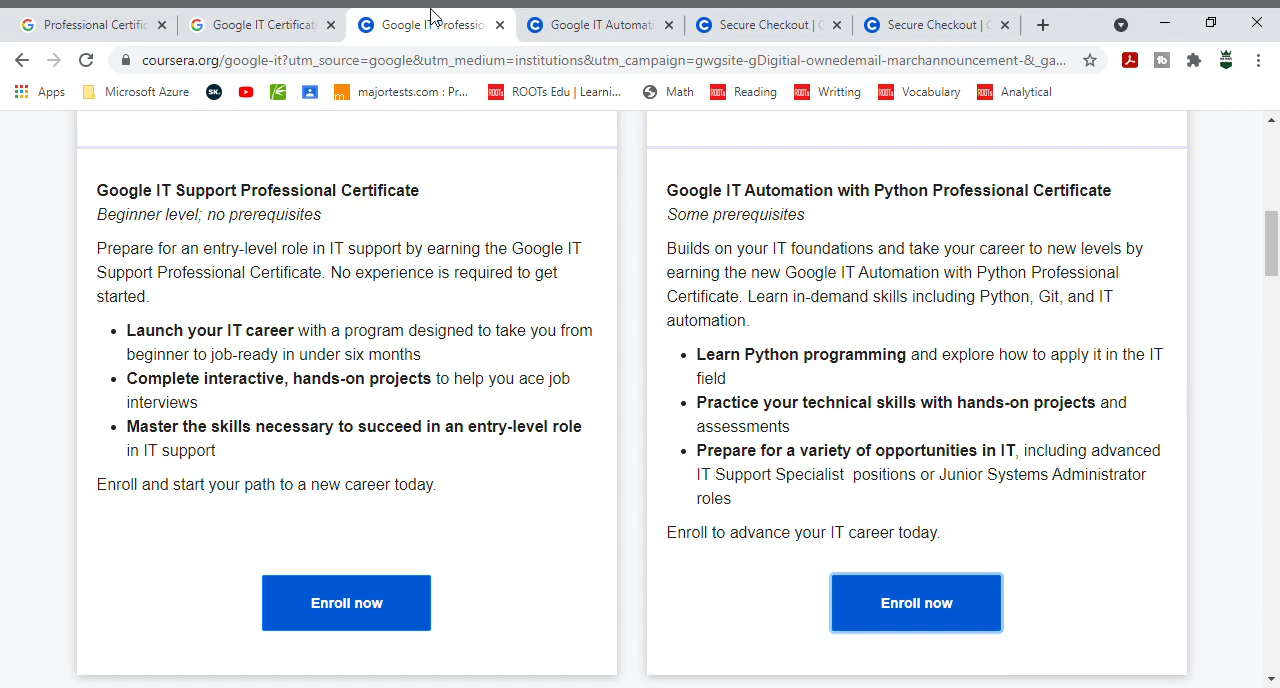 Professional Certific
Google IT Certificat
Google IT Professio
Google IT Automati
Secure Checkout | C
Secure Checkout | C
coursera.org/google-it?utm_source=google&utm_medium=institutions&utm_campaign=gwgsite-gDigitial-ownedemail-marchannouncement-&_ga...
Apps
Microsoft Azure
SK.
majortests.com : Pr...
ROOTs Edu | Learni...
Math
Reading
Writting
Vocabulary
Analytical
Google IT Support Professional Certificate
Beginner level; no prerequisites
Prepare for an entry-level role in IT support by earning the Google IT
Support Professional Certificate. No experience is required to get
started.
• Launch your IT career with a program designed to take you from
beginner to job-ready in under six months
• Complete interactive, hands-on projects to help you ace job
interviews
• Master the skills necessary to succeed in an entry-level role
in IT support
Enroll and start your path to a new career today.
Enroll now
Google IT Automation with Python Professional Certificate
Some prerequisites
Builds on your IT foundations and take your career to new levels by
earning the new Google IT Automation with Python Professional
Certificate. Learn in-demand skills including Python, Git, and IT
automation.
• Learn Python programming and explore how to apply it in the IT
field
• Practice your technical skills with hands-on projects and
assessments
• Prepare for a variety of opportunities in IT, including advanced
IT Support Specialist positions or Junior Systems Administrator
roles
Enroll to advance your IT career today.
Enroll now